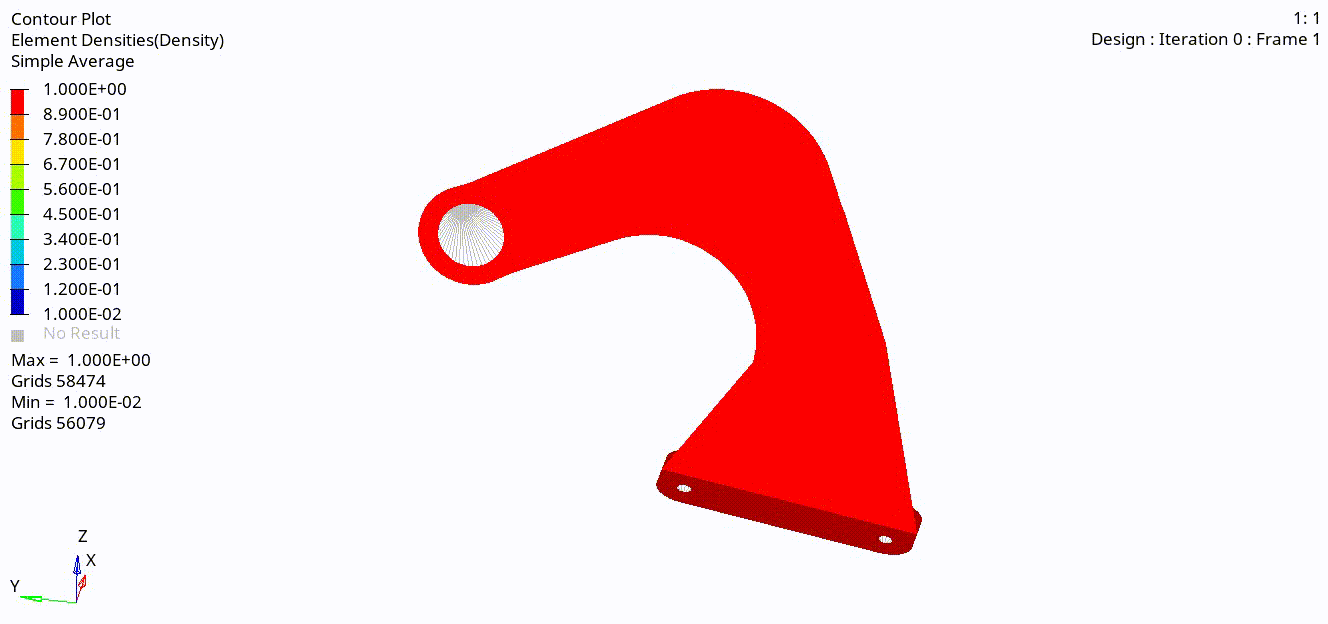 Contour Plot
Element Densities(Density)
Simple Average
1.000E+00
8.900E-01
7.800E-01
6.700E-01
5.600E-01
4.500E-01
3.400E-01
2.300E-01
1.200E-01
1.000E-02
No Result
Max = 1.000E+00
Grids 58474
Min = 1.000E-02
Grids 56079
1: 1
Design : Iteration 0 : Frame 1
Z
X
Y